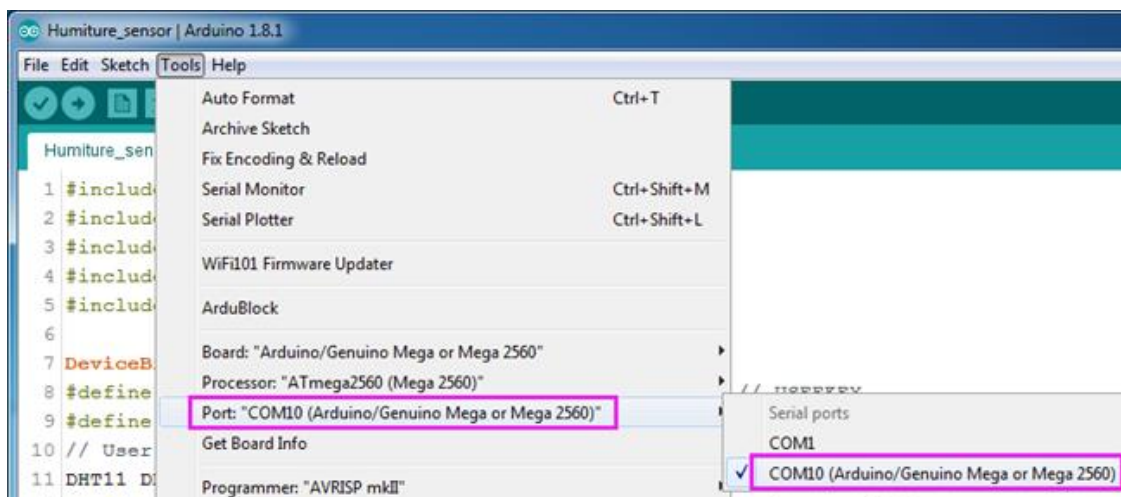 Humiture_sensor | Arduino 1.8.1
File Edit Sketch Tools Help
Auto Format Ctrl+T
Archive Sketch
Humiture_sen
Fix Encoding & Reload
1 #includ
Serial Monitor Ctrl+Shift+M
2 #includ
Serial Plotter Ctrl+Shift+L
3 #includ
WiFi101 Firmware Updater
4 #includ
5 #includ
ArduBlock
6
Board: "Arduino/Genuino Mega or Mega 2560"
7 DeviceB
Processor: "ATmega2560 (Mega 2560)"
8 #define // USERKEY
Port: "COM10 (Arduino/Genuino Mega or Mega 2560)"
9 #define
Serial ports
Get Board Info
COM1
10 // User
COM10 (Arduino/Genuino Mega or Mega 2560)
11 DHT11 D
Programmer: "AVRISP mkII"